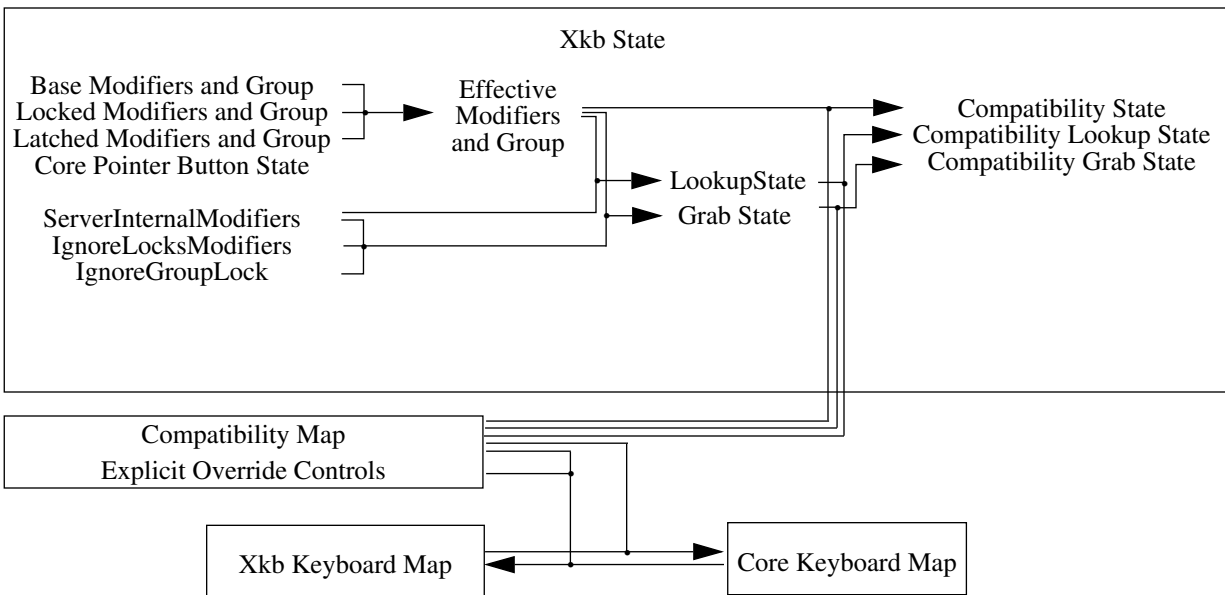 Xkb State
Base Modifiers and Group
Locked Modifiers and Group
Latched Modifiers and Group
Core Pointer Button State
ServerInternalModifiers
IgnoreLocksModifiers
IgnoreGroupLock
Effective
Modifiers
and Group
LookupState
Grab State
Compatibility State
Compatibility Lookup State
Compatibility Grab State
Compatibility Map
Explicit Override Controls
Xkb Keyboard Map
Core Keyboard Map